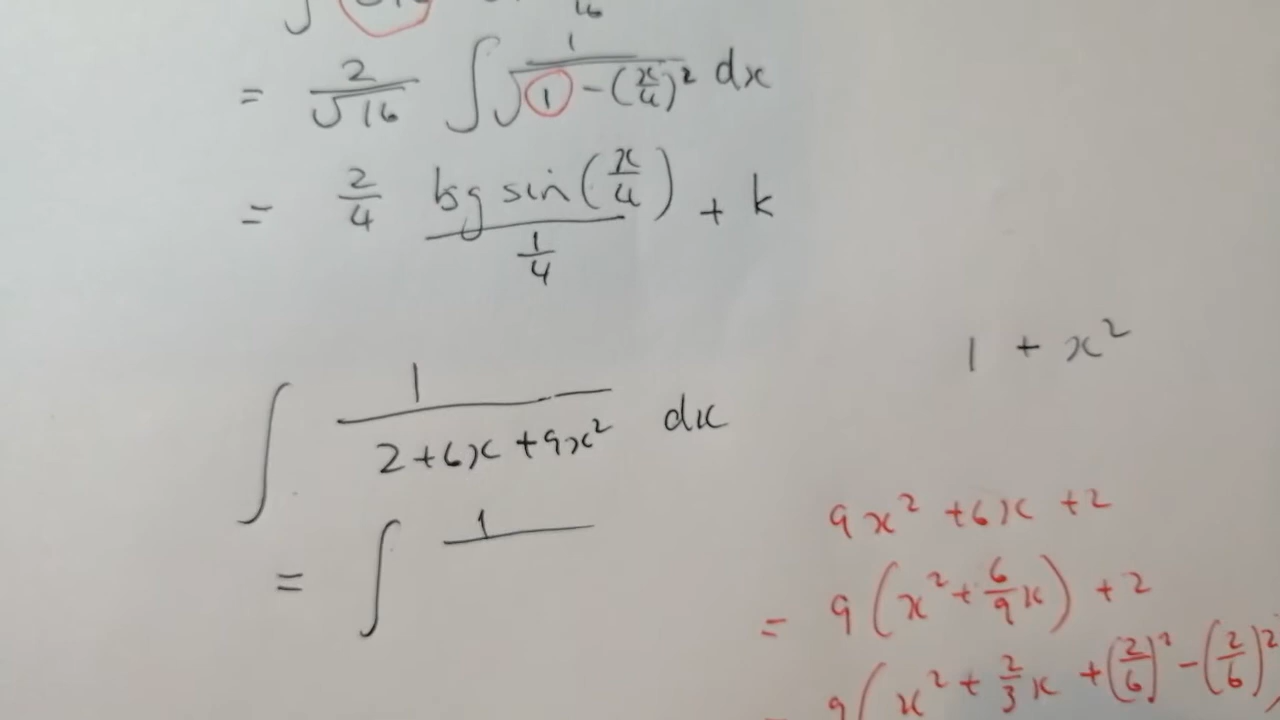 16
= 2/√16 ∫ 1/√(1 - (x/4)²) dx
= 2/4 bg sin(x/4)/(1/4) + k
1 + x²
∫ 1/(2+6x+9x²) dx
= ∫ 1
9x² + 6x + 2
= 9(x² + 6/9 x) + 2
= 9(x² + 2/3 x + (2/6)² - (2/6)²